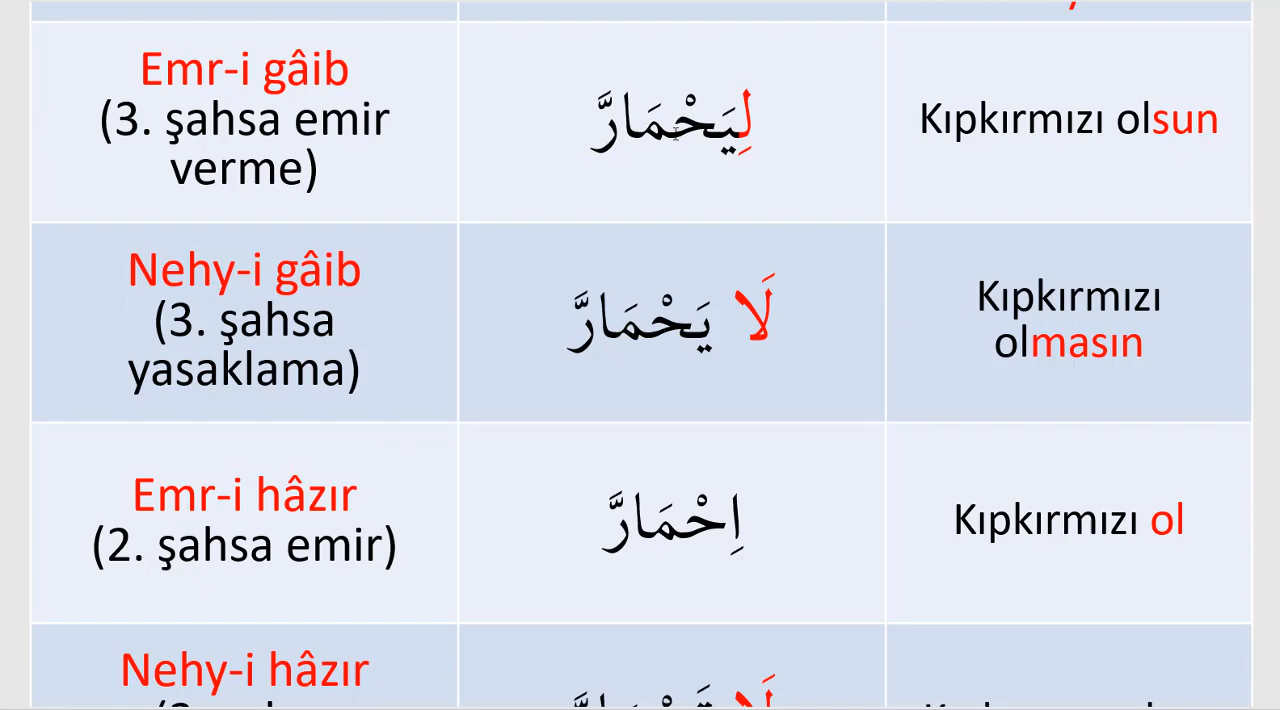 Emr-i gâib
(3. şahsa emir
verme)
لِيَحْمَارَّ
Kıpkırmızı olsun
Nehy-i gâib
(3. şahsa
yasaklama)
لَا يَحْمَارَّ
Kıpkırmızı
olmasın
Emr-i hâzır
(2. şahsa emir)
اِحْمَارَّ
Kıpkırmızı ol
Nehy-i hâzır